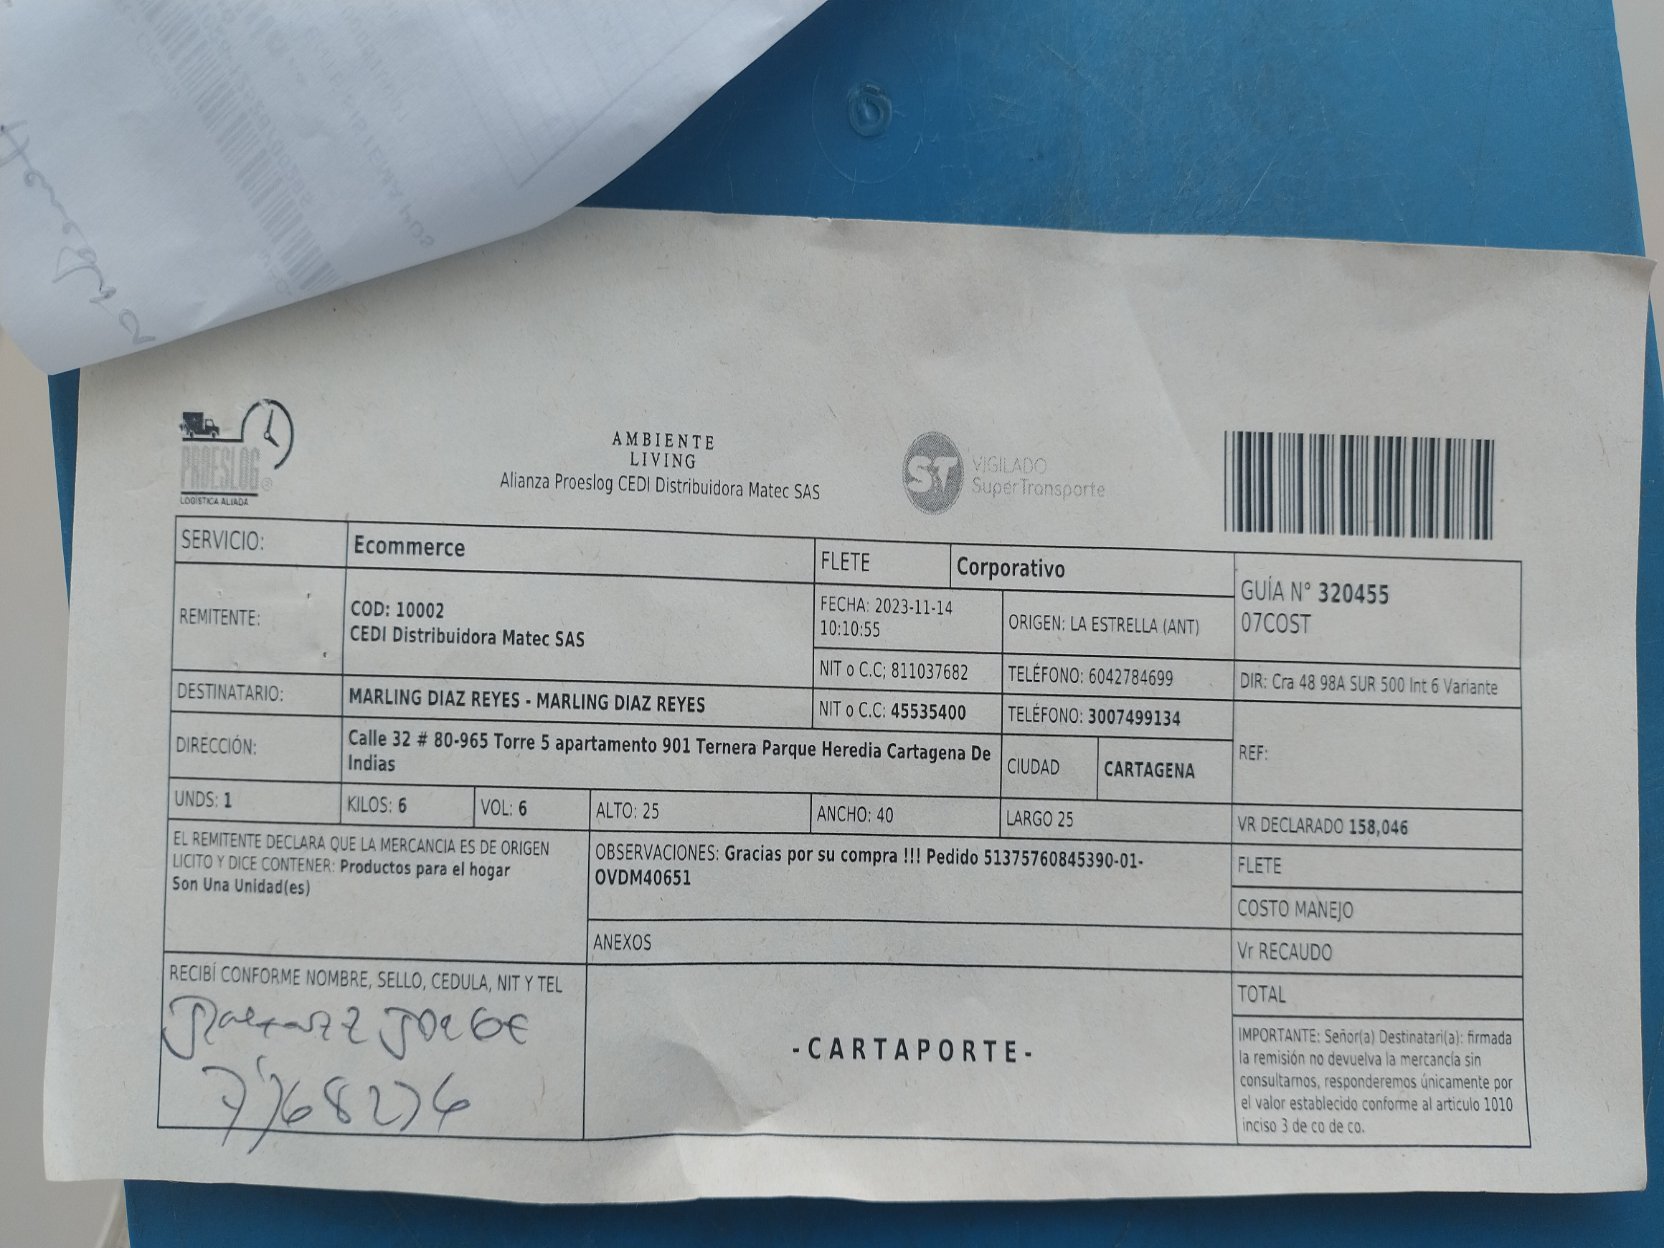 PROESLOG
LOGÍSTICA ALIADA
AMBIENTE
LIVING
Alianza Proeslog CEDI Distribuidora Matec SAS
ST
VIGILADO
SuperTransporte
SERVICIO:
Ecommerce
FLETE
Corporativo
GUÍA N° 320455
07COST
REMITENTE:
COD: 10002
CEDI Distribuidora Matec SAS
FECHA: 2023-11-14
10:10:55
ORIGEN: LA ESTRELLA (ANT)
NIT o C.C; 811037682
TELÉFONO: 6042784699
DIR: Cra 48 98A SUR 500 Int 6 Variante
DESTINATARIO:
MARLING DIAZ REYES - MARLING DIAZ REYES
NIT o C.C: 45535400
TELÉFONO: 3007499134
REF:
DIRECCIÓN:
Calle 32 # 80-965 Torre 5 apartamento 901 Ternera Parque Heredia Cartagena De
Indias
CIUDAD
CARTAGENA
UNDS: 1
KILOS: 6
VOL: 6
ALTO: 25
ANCHO: 40
LARGO 25
VR DECLARADO 158,046
EL REMITENTE DECLARA QUE LA MERCANCIA ES DE ORIGEN
LICITO Y DICE CONTENER: Productos para el hogar
Son Una Unidad(es)
OBSERVACIONES: Gracias por su compra !!! Pedido 51375760845390-01-
OVDM40651
FLETE
COSTO MANEJO
ANEXOS
Vr RECAUDO
RECIBÍ CONFORME NOMBRE, SELLO, CEDULA, NIT Y TEL
TOTAL
-CARTAPORTE-
IMPORTANTE: Señor(a) Destinatari(a): firmada
la remisión no devuelva la mercancía sin
consultarnos, responderemos únicamente por
el valor establecido conforme al articulo 1010
inciso 3 de co de co.